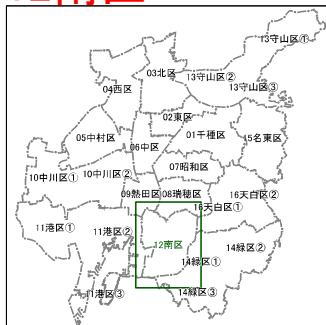 13守山区①
03北区
13守山区②
04西区
13守山区③
02東区
05中村区
01千種区
15名東区
06中区
07昭和区
10中川区①
10中川区②
09熱田区
08瑞穂区
16天白区②
16天白区①
11港区①
11港区②
12南区
14緑区②
14緑区①
11港区③
14緑区③